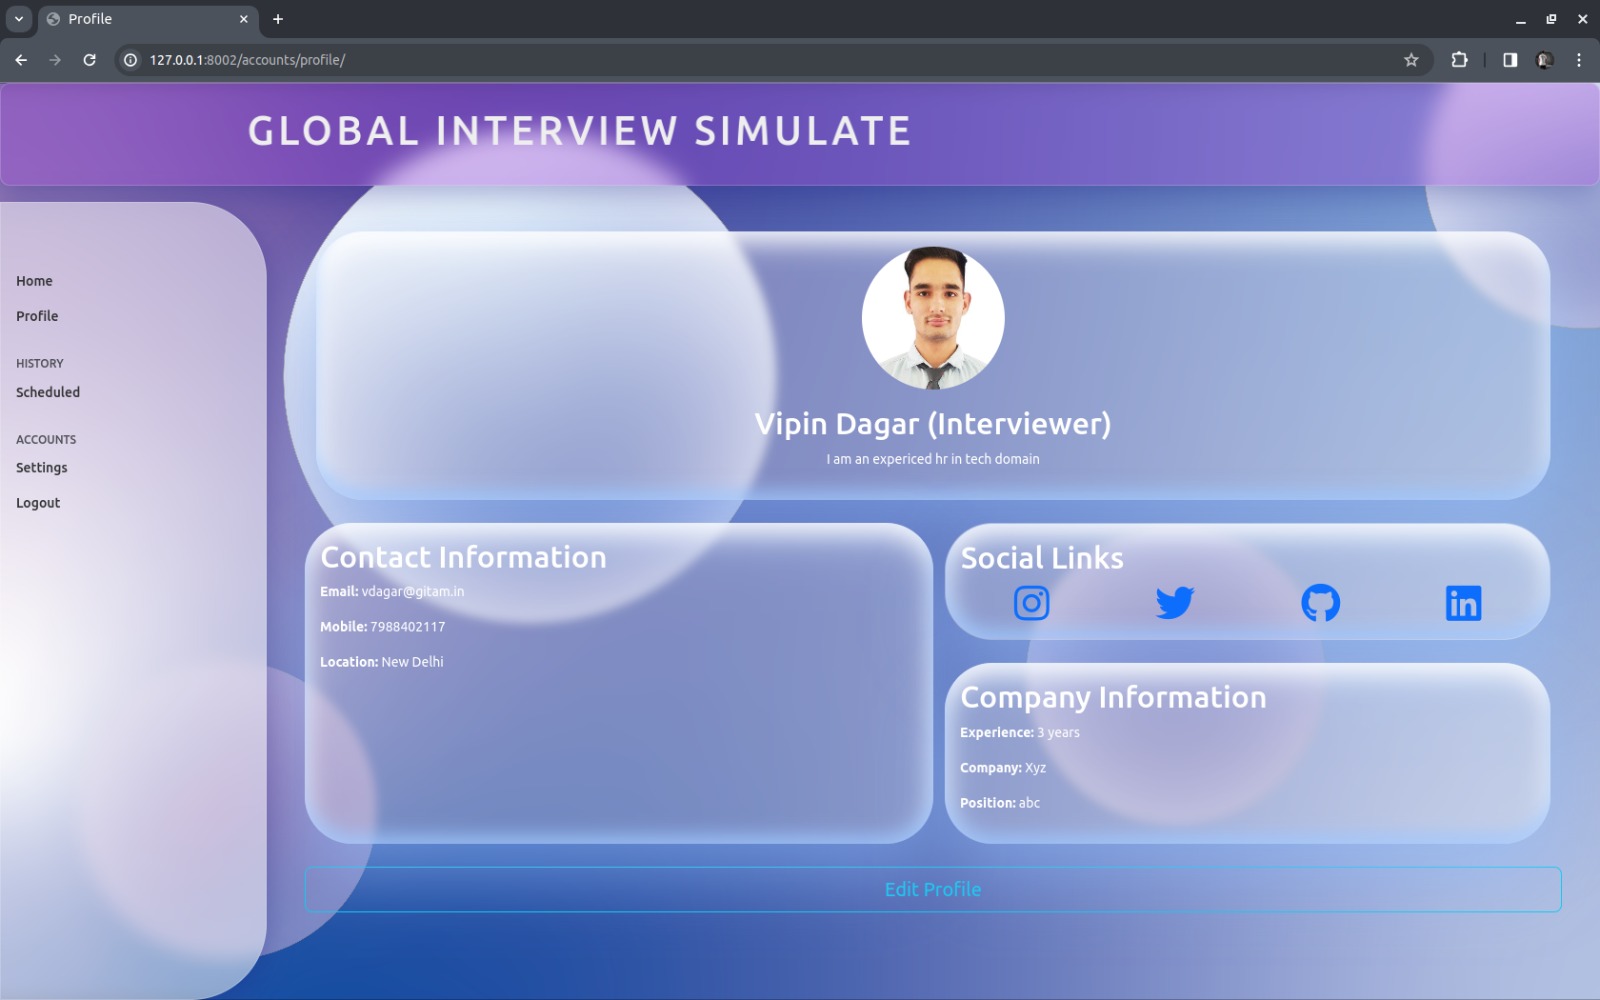 Profile
127.0.0.1:8002/accounts/profile/
GLOBAL INTERVIEW SIMULATE
Home
Profile
HISTORY
Scheduled
ACCOUNTS
Settings
Logout
Vipin Dagar (Interviewer)
I am an expericed hr in tech domain
Contact Information
Email: vdagar@gitam.in
Mobile: 7988402117
Location: New Delhi
Social Links
in
Company Information
Experience: 3 years
Company: Xyz
Position: abc
Edit Profile